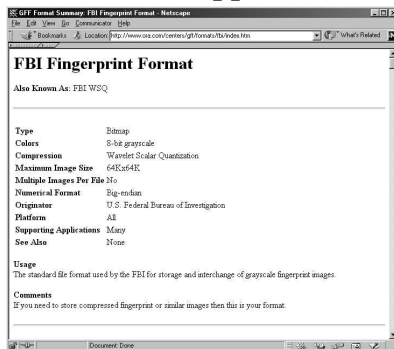 GFF Format Summary: FBI Fingerprint Format - Netscape
File Edit View Go Communicator Help
Bookmarks Location: http://www.ora.com/centers/gff/formats/fbi/index.htm What's Related
FBI Fingerprint Format
Also Known As: FBI WSQ
Type Bitmap
Colors 8-bit grayscale
Compression Wavelet Scalar Quantization
Maximum Image Size 64Kx64K
Multiple Images Per File No
Numerical Format Big-endian
Originator U.S. Federal Bureau of Investigation
Platform All
Supporting Applications Many
See Also None
Usage
The standard file format used by the FBI for storage and interchange of grayscale fingerprint images.
Comments
If you need to store compressed fingerprint or similar images then this is your format.
Document: Done